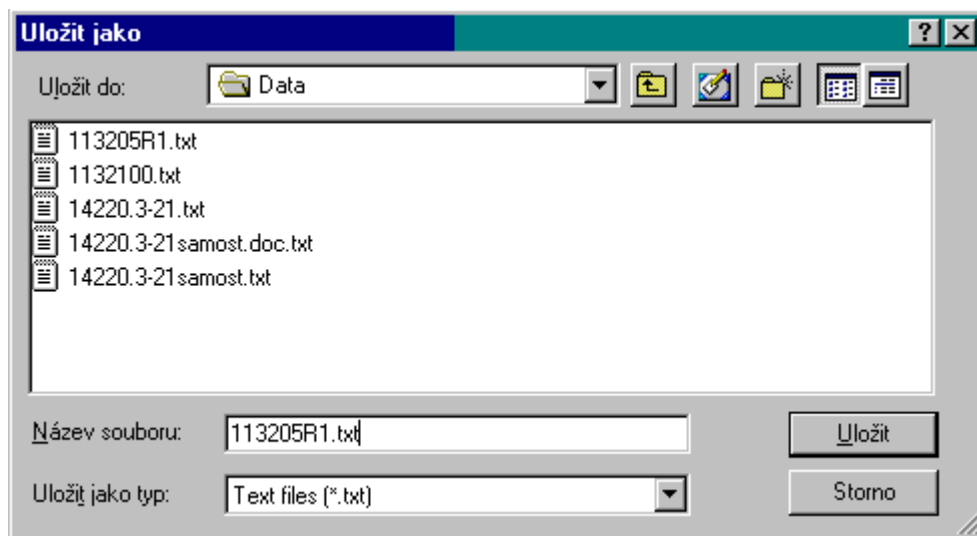 Uložit jako
Uložit do: Data
113205R1.txt
1132100.txt
14220.3-21.txt
14220.3-21samost.doc.txt
14220.3-21samost.txt
Název souboru: 113205R1.txt Uložit
Uložit jako typ: Text files (*.txt) Storno